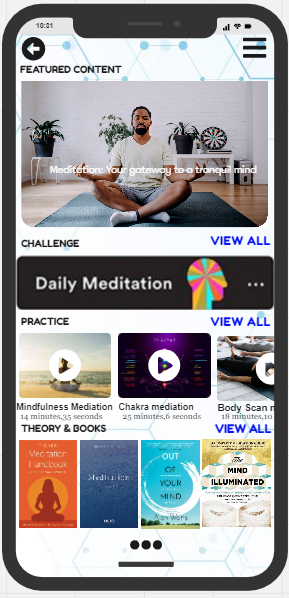 10:31
FEATURED CONTENT
Meditation: Your gateway to a tranquil mind
CHALLENGE
VIEW ALL
Daily Meditation
PRACTICE
VIEW ALL
Mindfulness Mediation
14 minutes,35 seconds
Chakra mediation
25 minutes,6 seconds
Body Scan
18 minutes,10
THEORY & BOOKS
VIEW ALL
Meditation
Handbook
Meditation
OUT
OF
YOUR
MIND
Alan Watts
The
MIND
ILLUMINATED